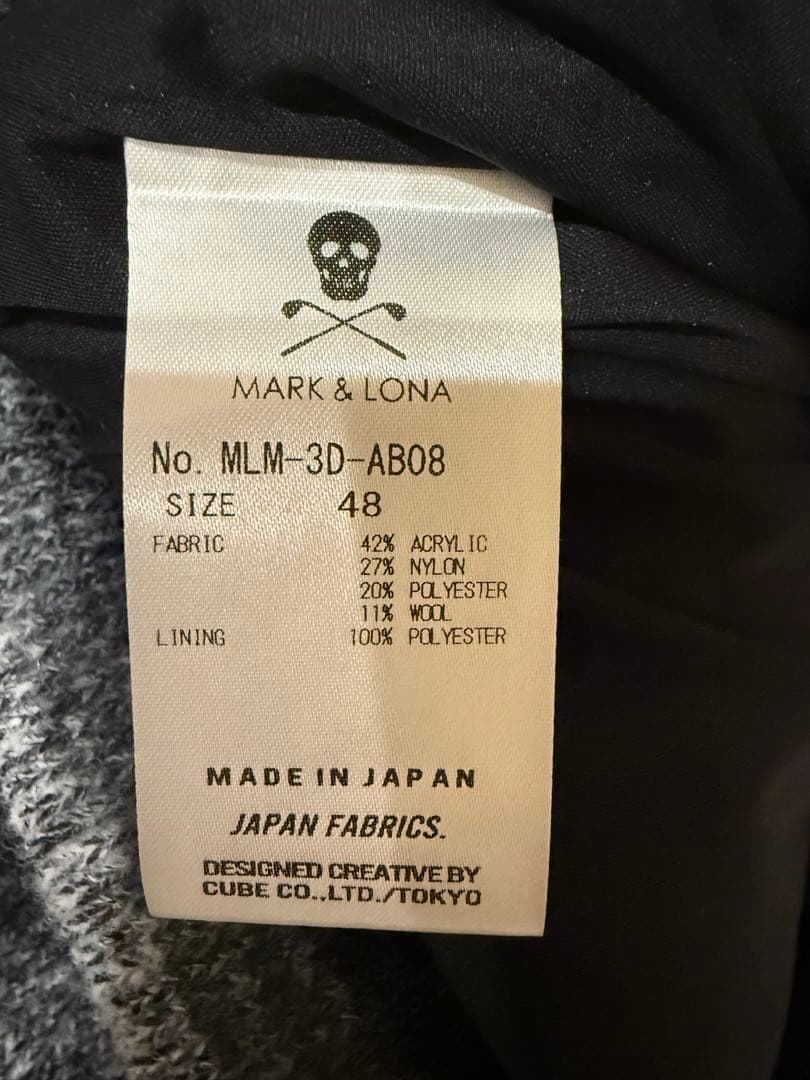 MARK & LONA
No. MLM-3D-AB08
SIZE 48
FABRIC 42% ACRYLIC
27% NYLON
20% POLYESTER
11% WOOL
LINING 100% POLYESTER
MADE IN JAPAN
JAPAN FABRICS.
DESIGNED CREATIVE BY
CUBE CO.,LTD./TOKYO